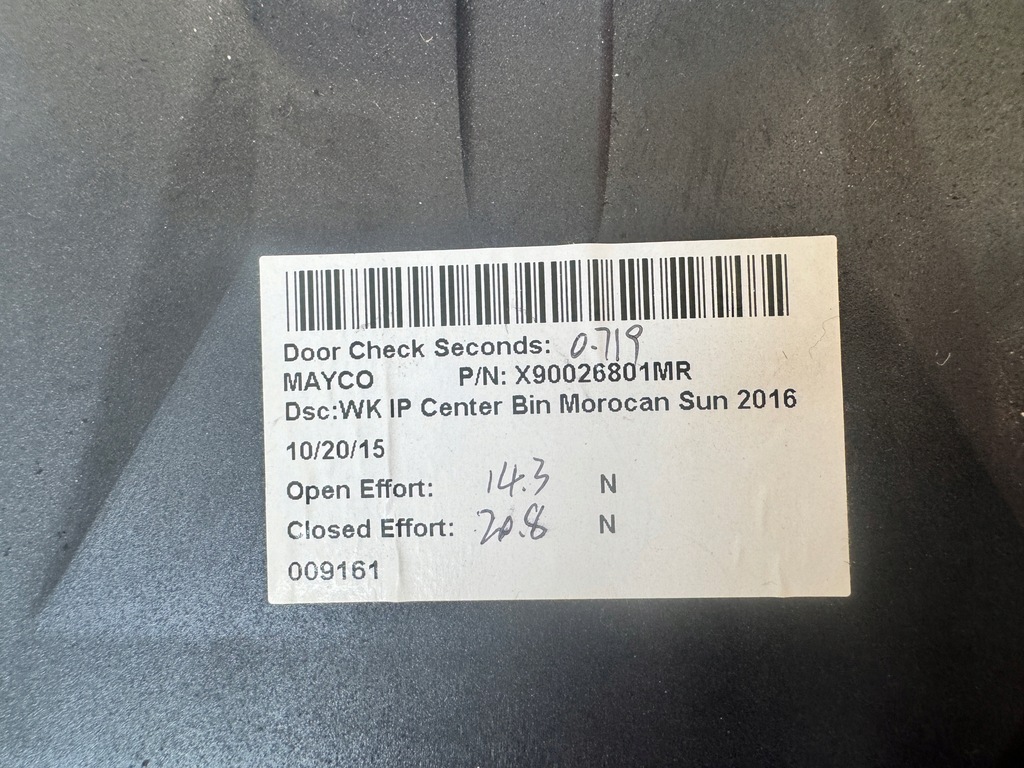 Door Check Seconds: 0.719
MAYCO P/N: X90026801MR
Dsc:WK IP Center Bin Morocan Sun 2016
10/20/15
Open Effort: 14.3 N
Closed Effort: 20.8 N
009161